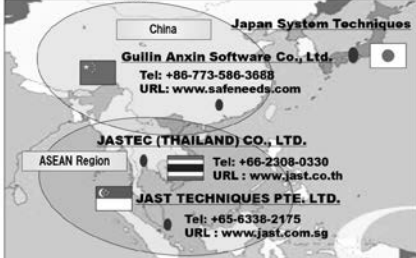 China
Japan System Techniques
Guilin Anxin Software Co., Ltd.
Tel: +86-773-586-3688
URL: www.safeneeds.com
JASTEC (THAILAND) CO., LTD.
ASEAN Region
Tel: +66-2308-0330
URL : www.jast.co.th
JAST TECHNIQUES PTE. LTD.
Tel: +65-6338-2175
URL : www.jast.com.sg